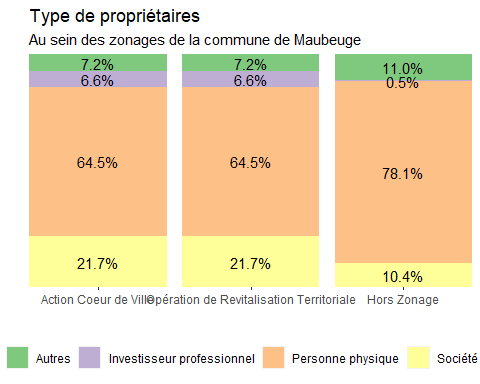 Type de propriétaires
Au sein des zonages de la commune de Maubeuge
7.2% 7.2% 11.0%
6.6% 6.6% 0.5%
64.5% 64.5% 78.1%
21.7% 21.7% 10.4%
Action Coeur de Ville Opération de Revitalisation Territoriale Hors Zonage
Autres Investisseur professionnel Personne physique Société